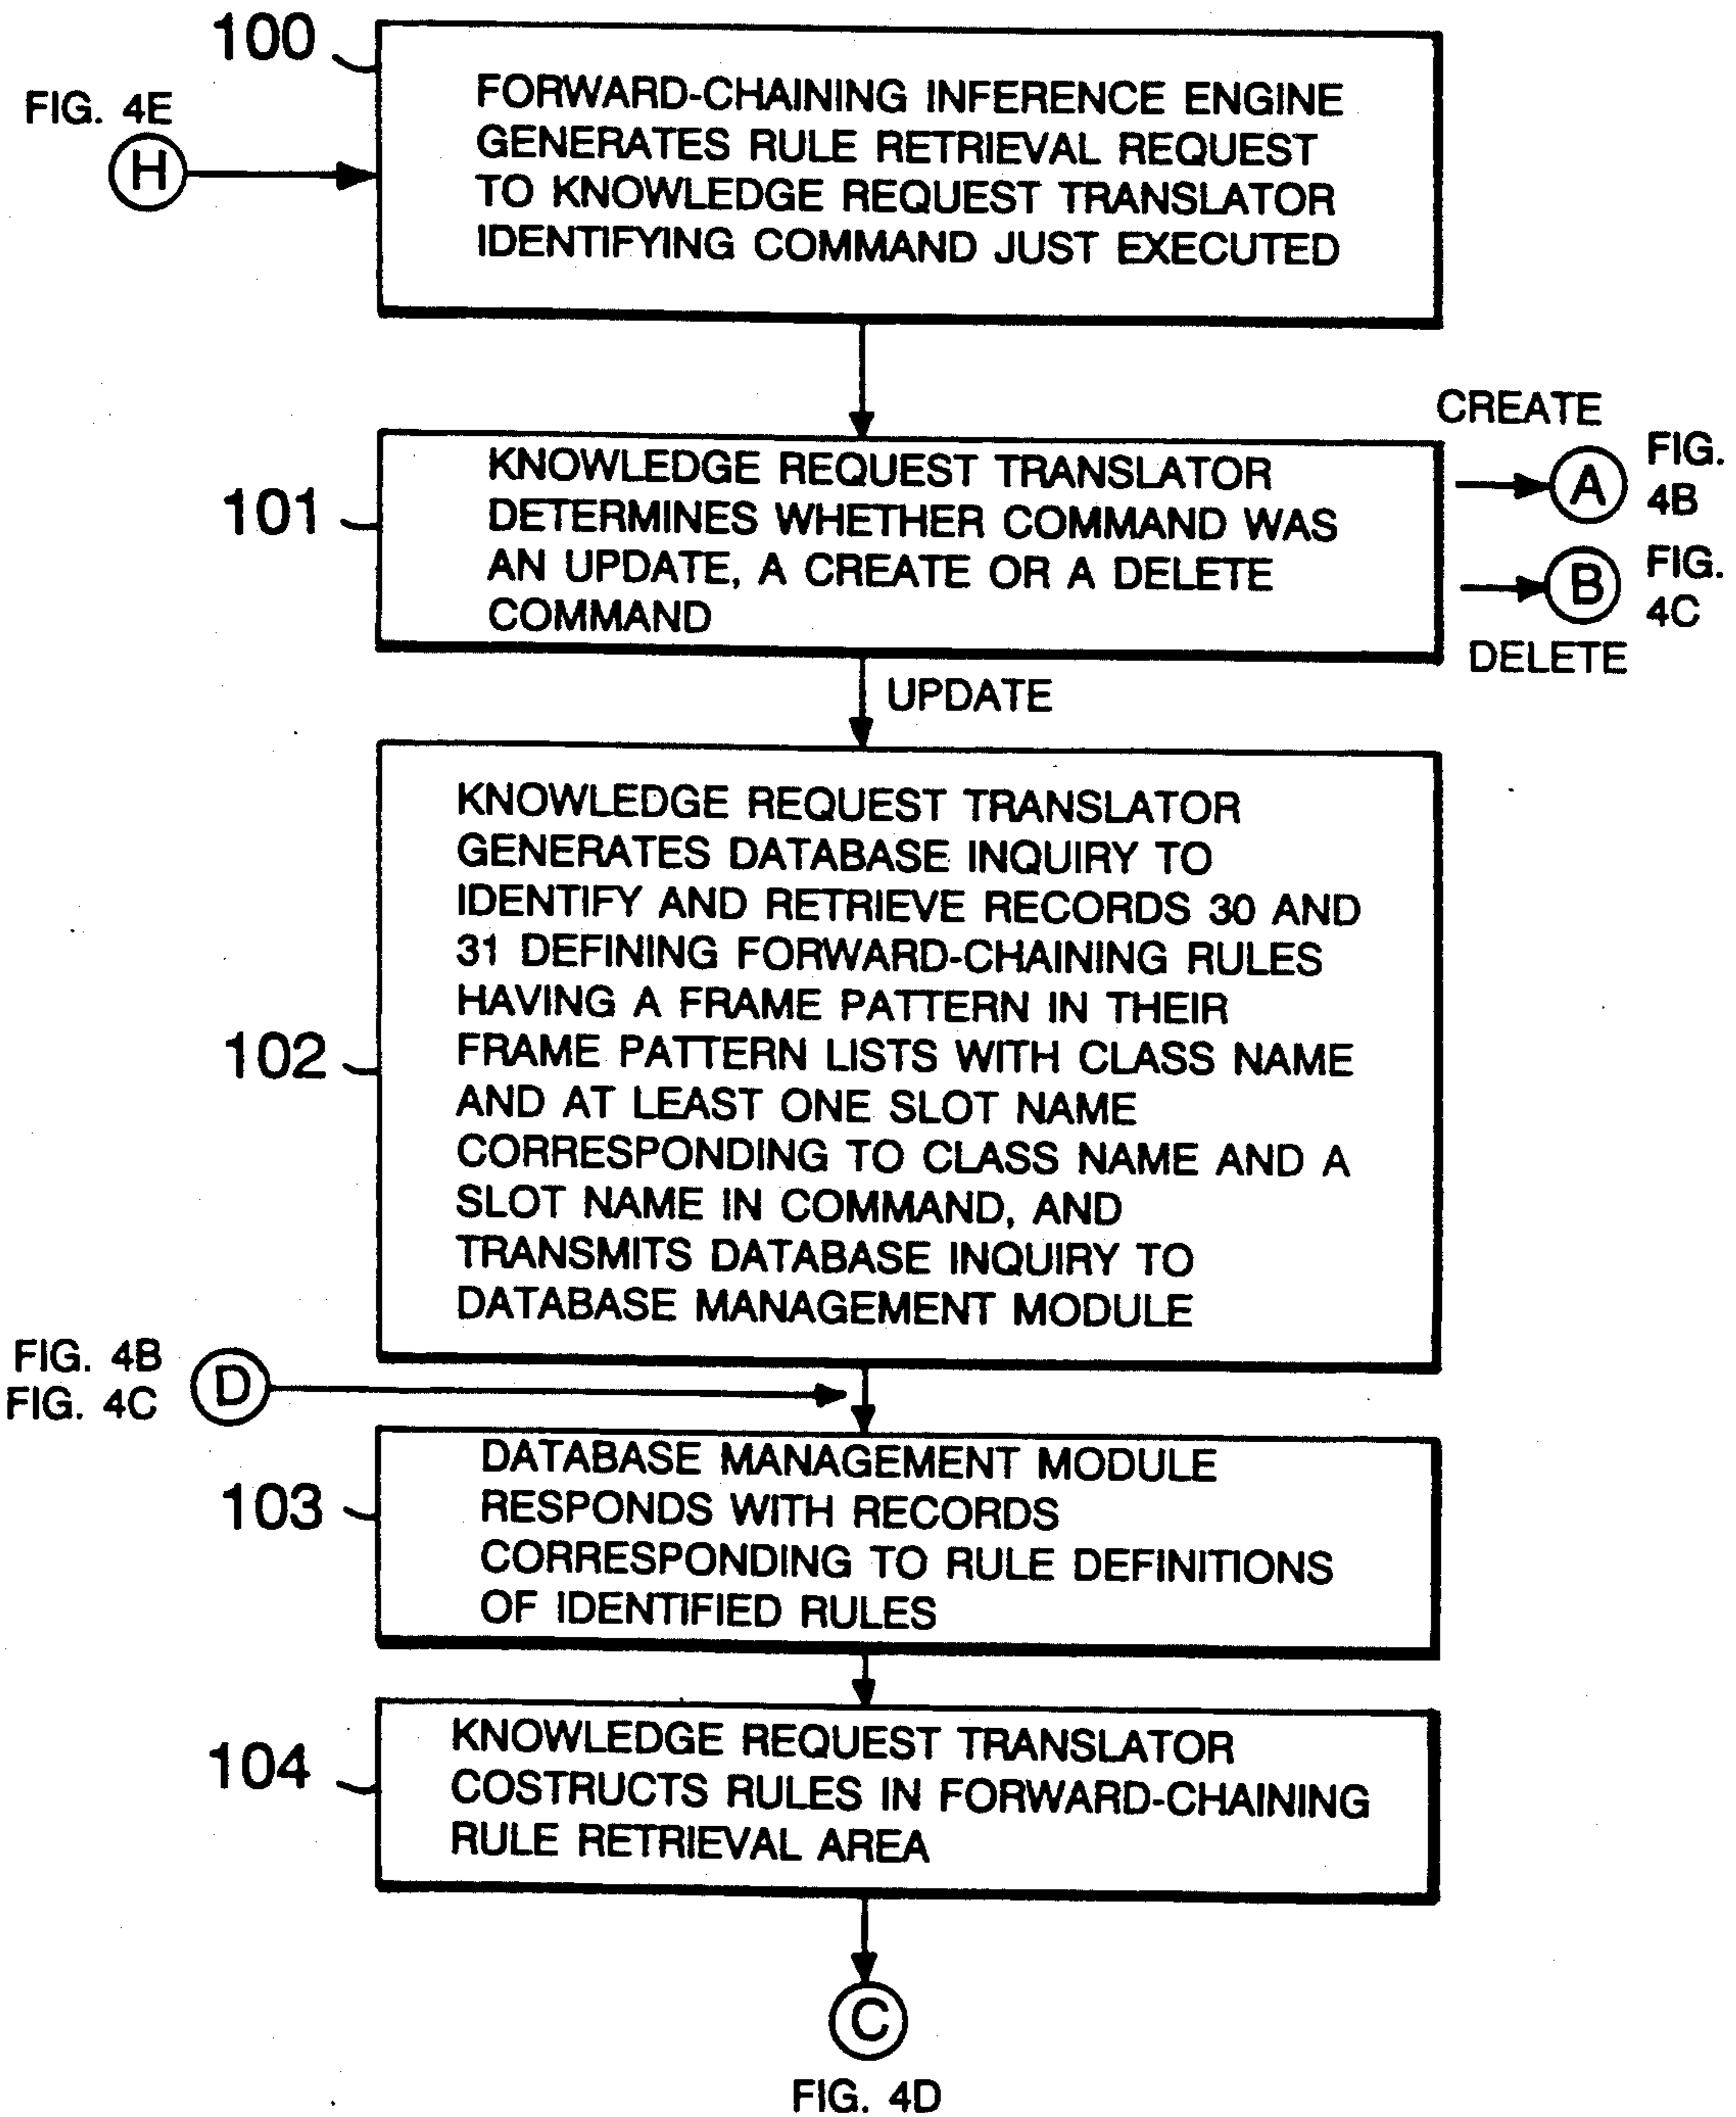 100
FIG. 4E
H
FORWARD-CHAINING INFERENCE ENGINE
GENERATES RULE RETRIEVAL REQUEST
TO KNOWLEDGE REQUEST TRANSLATOR
IDENTIFYING COMMAND JUST EXECUTED
101
KNOWLEDGE REQUEST TRANSLATOR
DETERMINES WHETHER COMMAND WAS
AN UPDATE, A CREATE OR A DELETE
COMMAND
CREATE
A
FIG.
4B
B
FIG.
4C
DELETE
UPDATE
102
KNOWLEDGE REQUEST TRANSLATOR
GENERATES DATABASE INQUIRY TO
IDENTIFY AND RETRIEVE RECORDS 30 AND
31 DEFINING FORWARD-CHAINING RULES
HAVING A FRAME PATTERN IN THEIR
FRAME PATTERN LISTS WITH CLASS NAME
AND AT LEAST ONE SLOT NAME
CORRESPONDING TO CLASS NAME AND A
SLOT NAME IN COMMAND, AND
TRANSMITS DATABASE INQUIRY TO
DATABASE MANAGEMENT MODULE
FIG. 4B
FIG. 4C
D
103
DATABASE MANAGEMENT MODULE
RESPONDS WITH RECORDS
CORRESPONDING TO RULE DEFINITIONS
OF IDENTIFIED RULES
104
KNOWLEDGE REQUEST TRANSLATOR
COSTRUCTS RULES IN FORWARD-CHAINING
RULE RETRIEVAL AREA
C
FIG. 4D